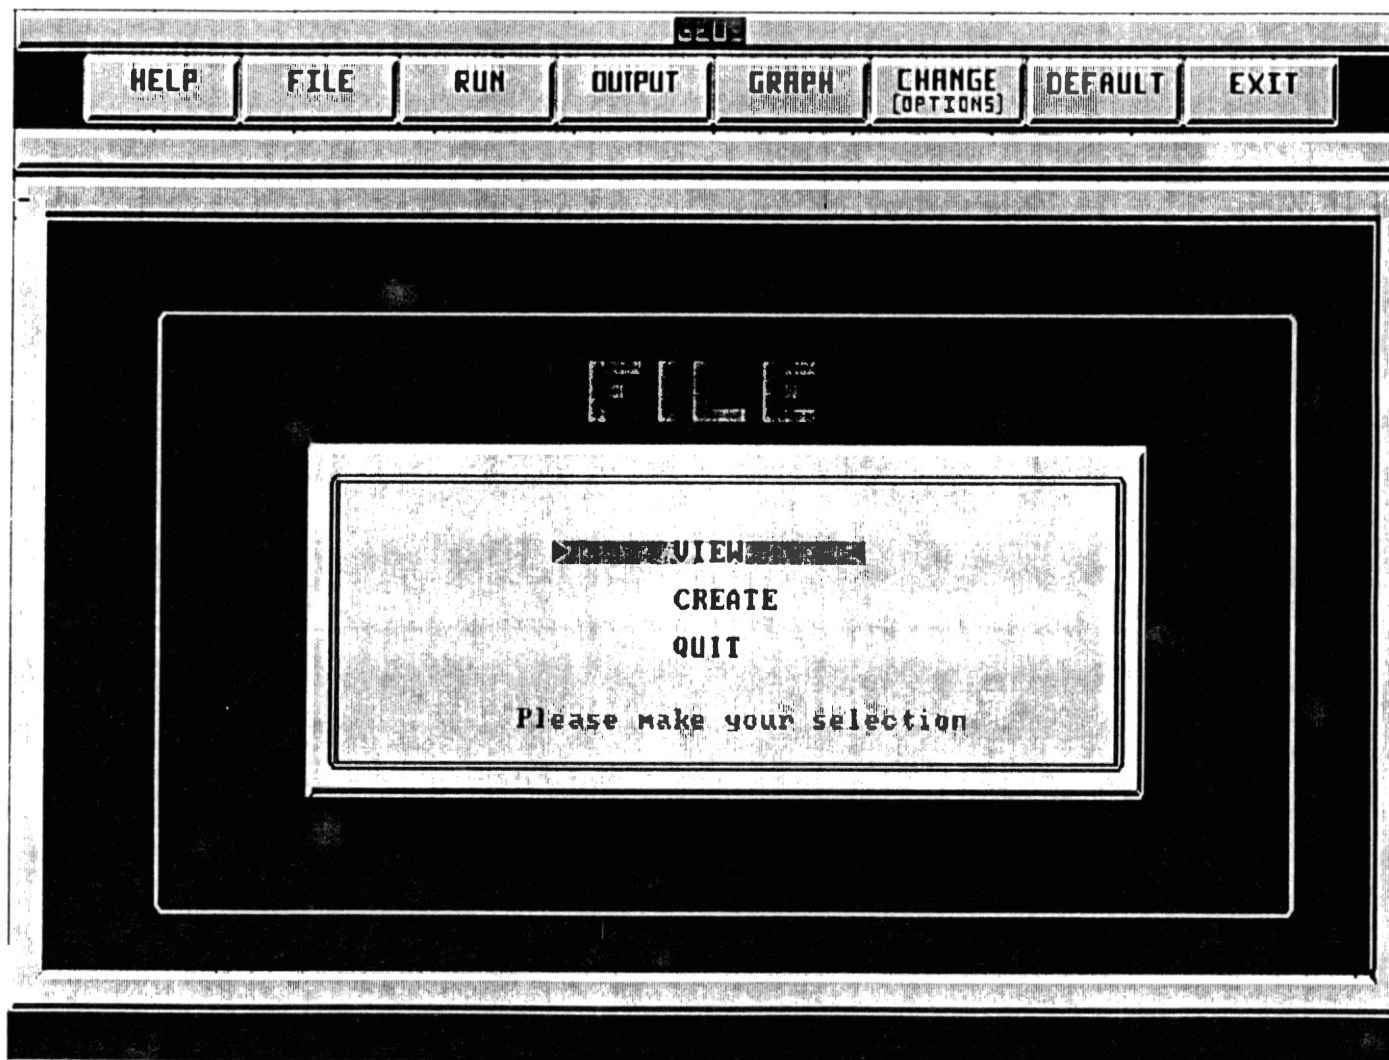 HELP FILE RUN OUTPUT GRAPH CHANGE DEFAULT EXIT
[OPTIONS]
FILE
VIEW
CREATE
QUIT
Please make your selection